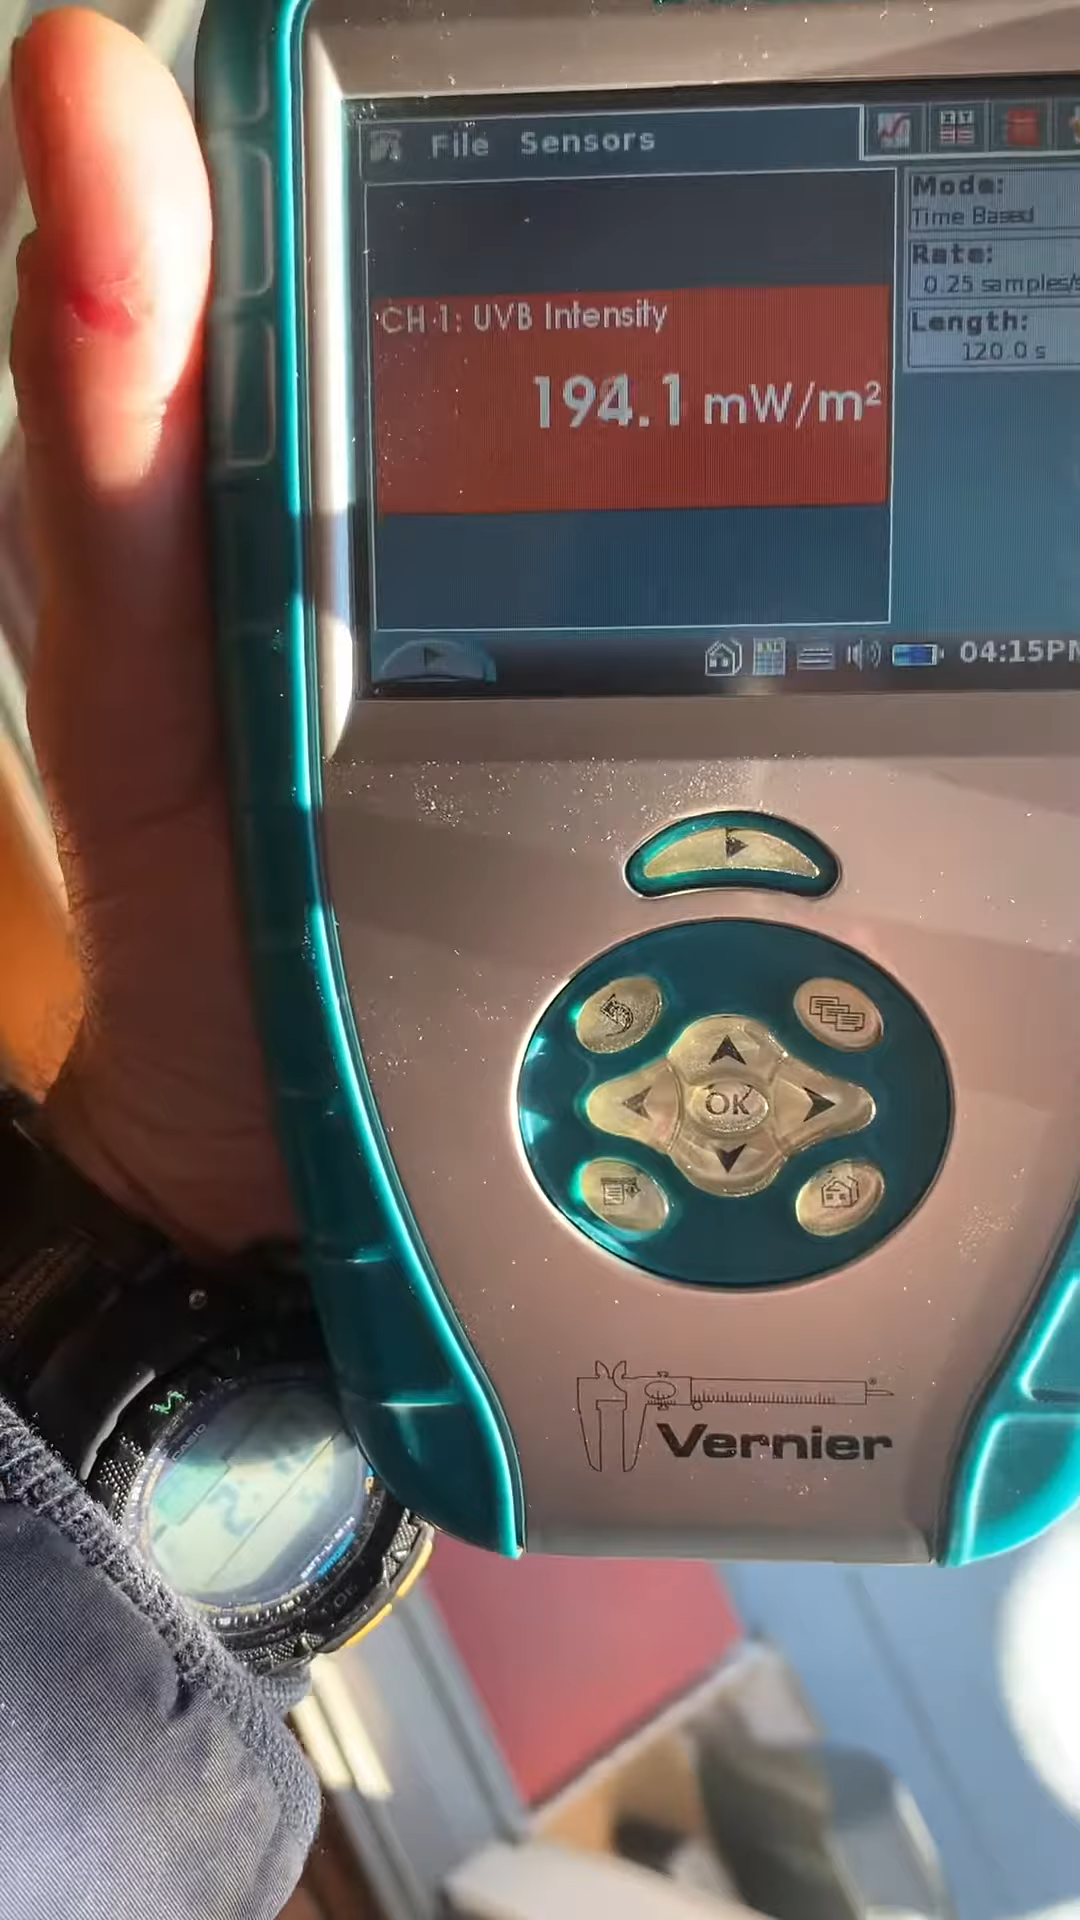 File Sensors
Mode:
Time Based
Rate:
0.25 samples/s
Length:
120.0 s
CH 1: UVB Intensity
194.1 mW/m²
04:15PM
OK
Vernier
CASIO